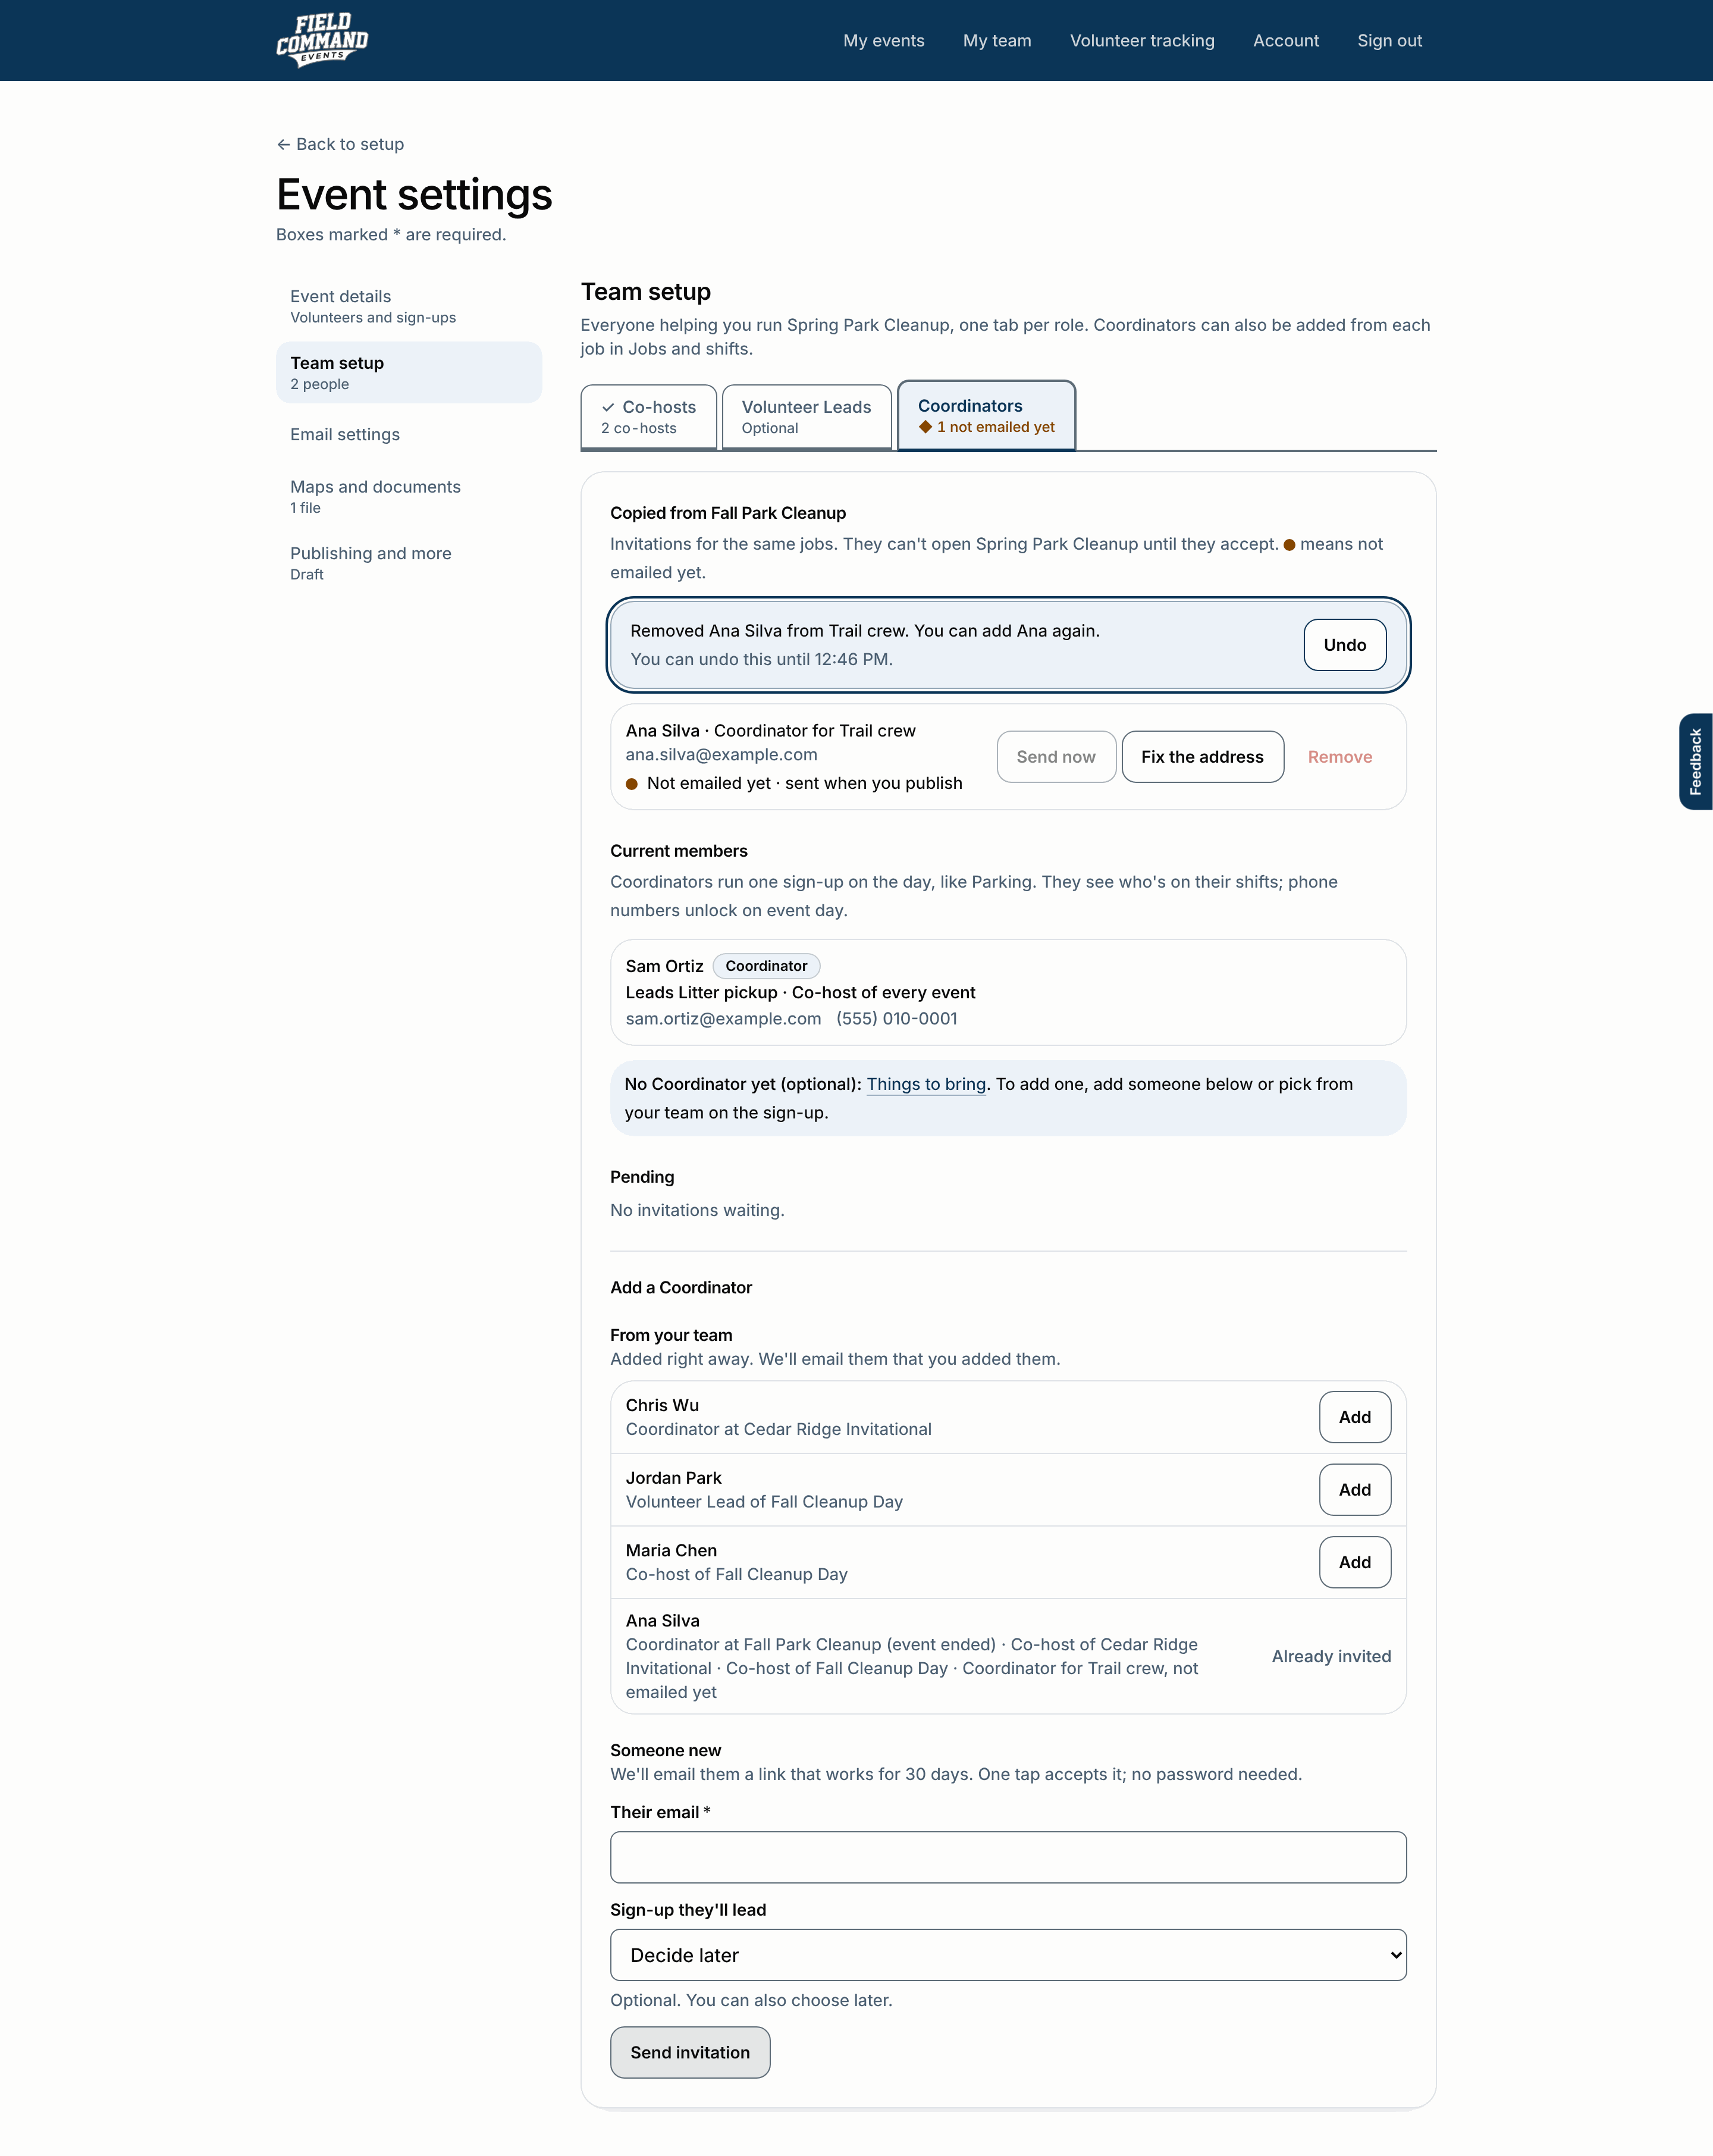 FIELD
COMMAND
EVENTS
My events
My team
Volunteer tracking
Account
Sign out
← Back to setup
Event settings
Boxes marked * are required.
Event details
Volunteers and sign-ups
Team setup
2 people
Email settings
Maps and documents
1 file
Publishing and more
Draft
Team setup
Everyone helping you run Spring Park Cleanup, one tab per role. Coordinators can also be added from each
job in Jobs and shifts.
✓ Co-hosts
2 co-hosts
Volunteer Leads
Optional
Coordinators
◆ 1 not emailed yet
Copied from Fall Park Cleanup
Invitations for the same jobs. They can't open Spring Park Cleanup until they accept. ● means not
emailed yet.
Removed Ana Silva from Trail crew. You can add Ana again.
You can undo this until 12:46 PM.
Undo
Ana Silva · Coordinator for Trail crew
ana.silva@example.com
● Not emailed yet · sent when you publish
Send now
Fix the address
Remove
Feedback
Current members
Coordinators run one sign-up on the day, like Parking. They see who's on their shifts; phone
numbers unlock on event day.
Sam Ortiz
Coordinator
Leads Litter pickup · Co-host of every event
sam.ortiz@example.com (555) 010-0001
No Coordinator yet (optional): Things to bring. To add one, add someone below or pick from
your team on the sign-up.
Pending
No invitations waiting.
Add a Coordinator
From your team
Added right away. We'll email them that you added them.
Chris Wu
Coordinator at Cedar Ridge Invitational
Add
Jordan Park
Volunteer Lead of Fall Cleanup Day
Add
Maria Chen
Co-host of Fall Cleanup Day
Add
Ana Silva
Coordinator at Fall Park Cleanup (event ended) · Co-host of Cedar Ridge
Invitational · Co-host of Fall Cleanup Day · Coordinator for Trail crew, not
emailed yet
Already invited
Someone new
We'll email them a link that works for 30 days. One tap accepts it; no password needed.
Their email *
Sign-up they'll lead
Decide later
Optional. You can also choose later.
Send invitation